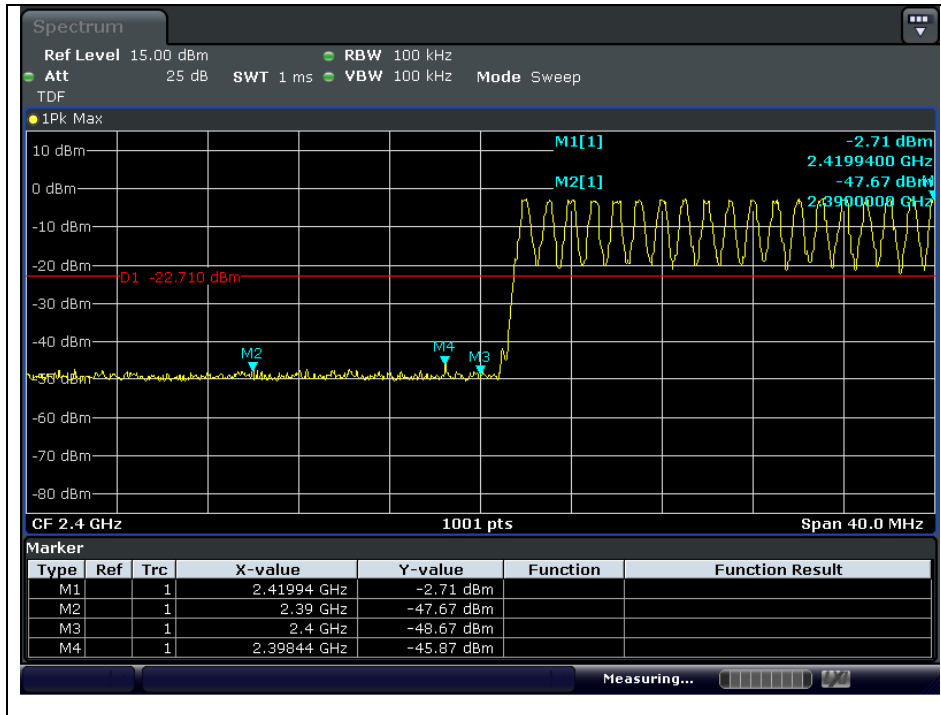 Spectrum
Ref Level 15.00 dBm RBW 100 kHz
Att 25 dB SWT 1 ms VBW 100 kHz Mode Sweep
TDF
1Pk Max
M1[1] -2.71 dBm
2.4199400 GHz
M2[1] -47.67 dBm
2.3900000 GHz
10 dBm
0 dBm
-10 dBm
-20 dBm
D1 -22.710 dBm
-30 dBm
-40 dBm
M2 M4 M3
-50 dBm
-60 dBm
-70 dBm
-80 dBm
CF 2.4 GHz 1001 pts Span 40.0 MHz
Marker
Type Ref Trc X-value Y-value Function Function Result
M1 1 2.41994 GHz -2.71 dBm
M2 1 2.39 GHz -47.67 dBm
M3 1 2.4 GHz -48.67 dBm
M4 1 2.39844 GHz -45.87 dBm
Measuring...